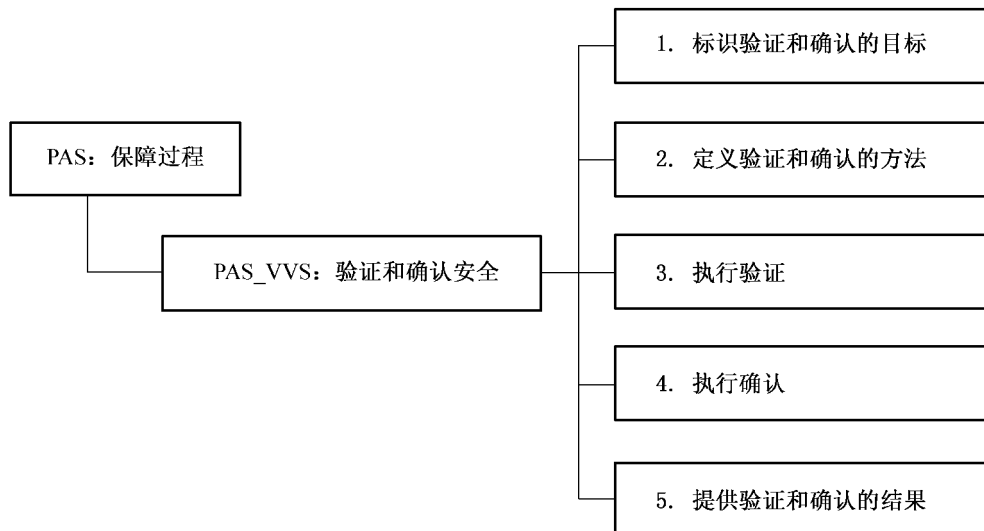 1. 标识验证和确认的目标
PAS：保障过程
2. 定义验证和确认的方法
PAS_VVS：验证和确认安全
3. 执行验证
4. 执行确认
5. 提供验证和确认的结果